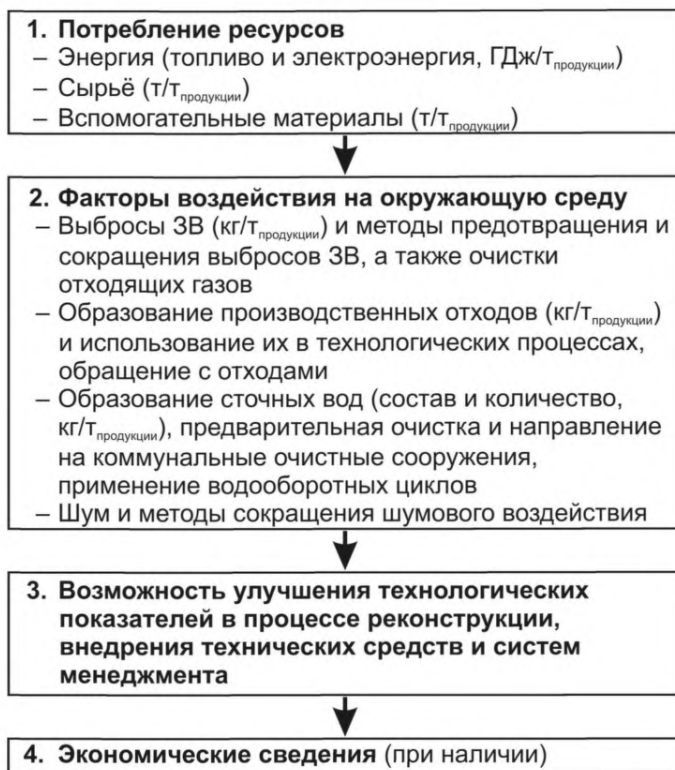 1. Потребление ресурсов
– Энергия (топливо и электроэнергия, ГДж/тпродукции)
– Сырьё (т/тпродукции)
– Вспомогательные материалы (т/тпродукции)
2. Факторы воздействия на окружающую среду
– Выбросы ЗВ (кг/тпродукции) и методы предотвращения и
сокращения выбросов ЗВ, а также очистки
отходящих газов
– Образование производственных отходов (кг/тпродукции)
и использование их в технологических процессах,
обращение с отходами
– Образование сточных вод (состав и количество,
кг/тпродукции), предварительная очистка и направление
на коммунальные очистные сооружения,
применение водооборотных циклов
– Шум и методы сокращения шумового воздействия
3. Возможность улучшения технологических
показателей в процессе реконструкции,
внедрения технических средств и систем
менеджмента
4. Экономические сведения (при наличии)